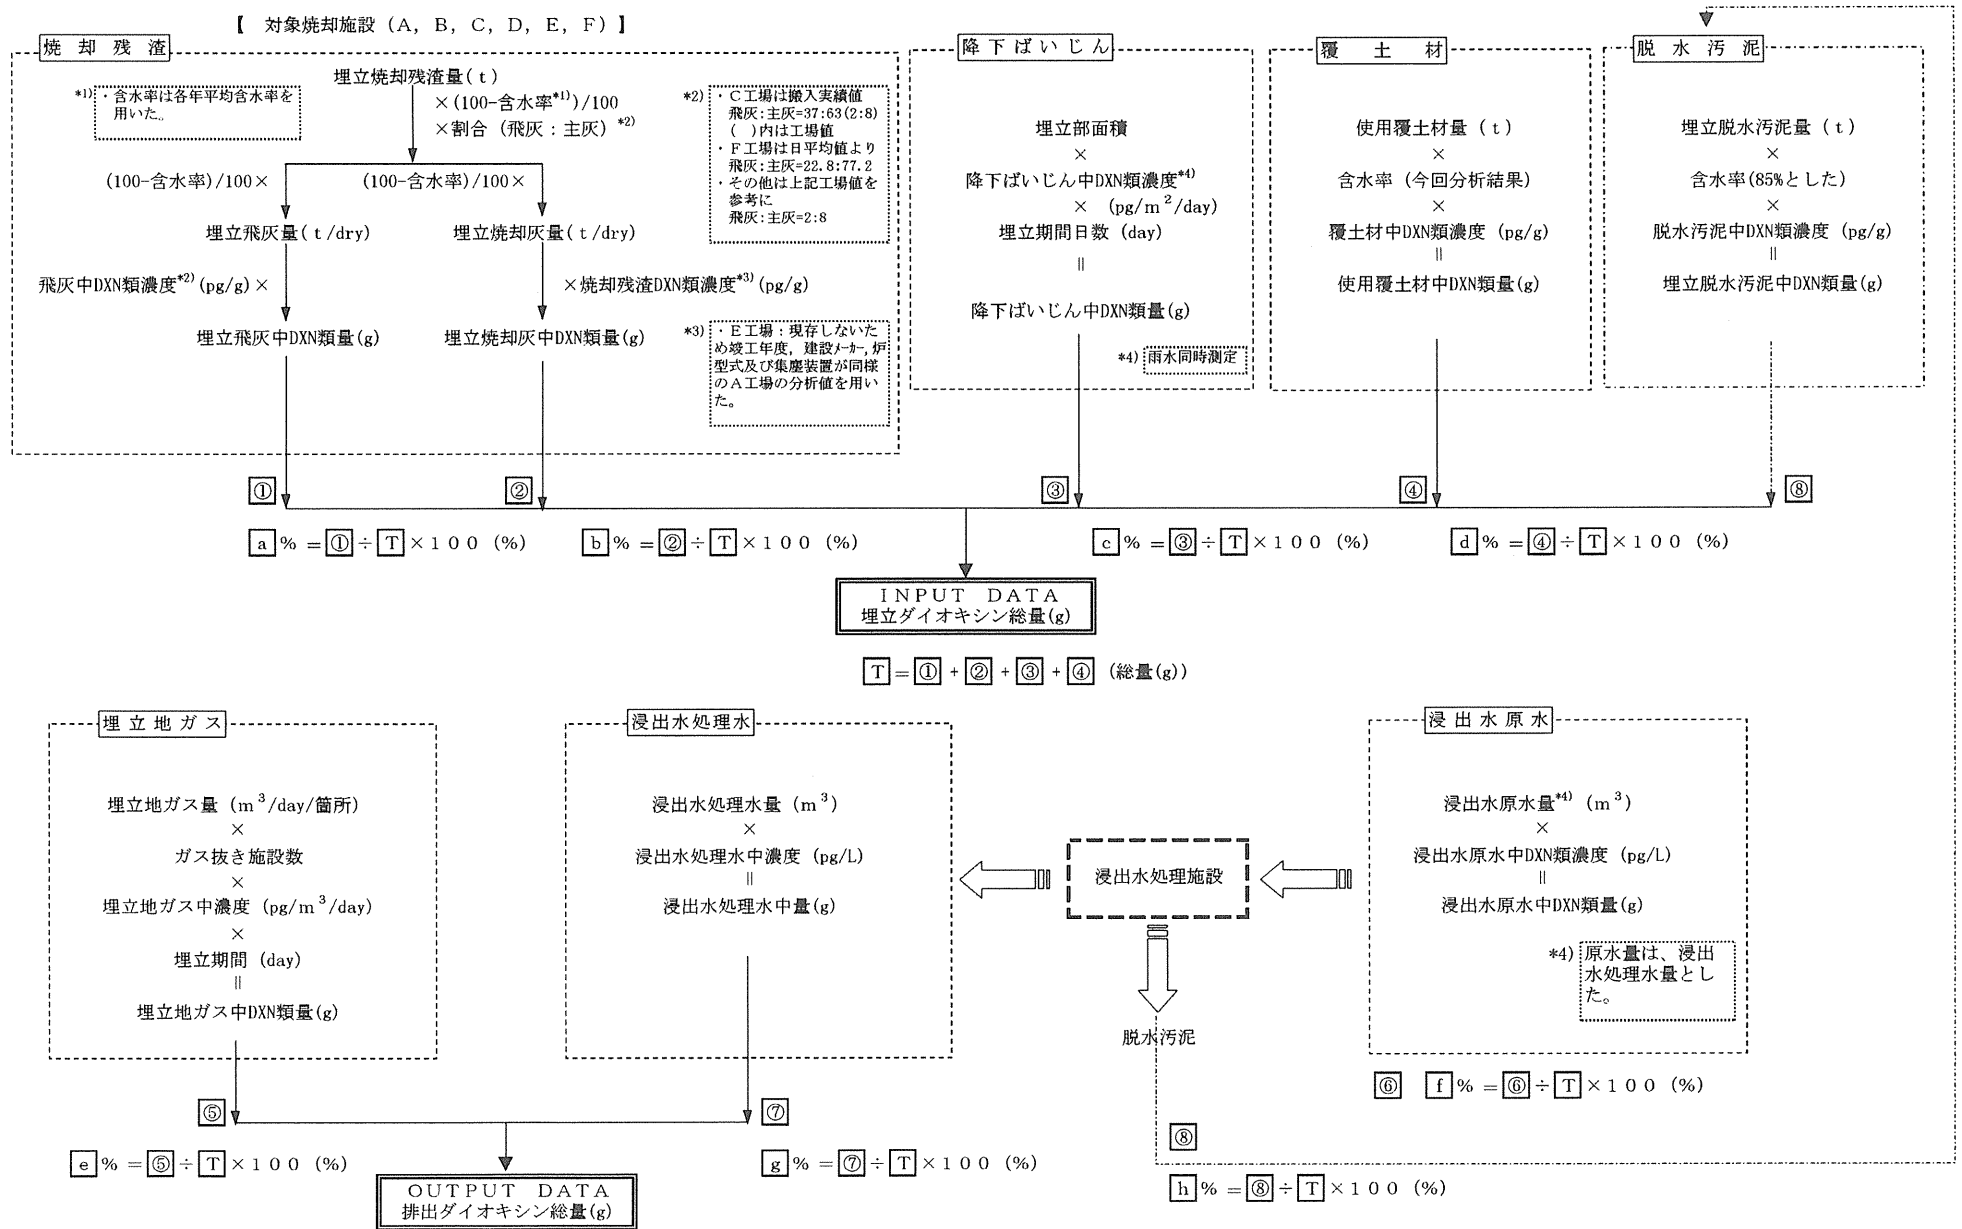 【 対象焼却施設（A, B, C, D, E, F）】
焼却残渣
埋立焼却残渣量(t)
*1) ・含水率は各年平均含水率を
用いた。
×(100-含水率*1))/100
×割合（飛灰：主灰）*2)
*2) ・C工場は搬入実績値
飛灰:主灰=37:63(2:8)
( )内は工場値
・F工場は日平均値より
飛灰:主灰=22.8:77.2
・その他は上記工場値を
参考に
飛灰:主灰=2:8
(100-含水率)/100×
(100-含水率)/100×
埋立飛灰量(t/dry)
埋立焼却灰量(t/dry)
飛灰中DXN類濃度*2)(pg/g)×
×焼却残渣DXN類濃度*3)(pg/g)
埋立飛灰中DXN類量(g)
埋立焼却灰中DXN類量(g)
*3) ・E工場：現存しないた
め竣工年度, 建設メーカー, 炉
型式及び集塵装置が同様
のA工場の分析値を用い
た。
降下ばいじん
埋立部面積
×
降下ばいじん中DXN類濃度*4)
× (pg/m²/day)
埋立期間日数 (day)
॥
降下ばいじん中DXN類量(g)
*4) 雨水同時測定
覆土材
使用覆土材量 (t)
×
含水率 (今回分析結果)
×
覆土材中DXN類濃度 (pg/g)
॥
使用覆土材中DXN類量(g)
脱水汚泥
埋立脱水汚泥量 (t)
×
含水率(85%とした)
×
脱水汚泥中DXN類濃度 (pg/g)
॥
埋立脱水汚泥中DXN類量(g)
① ② ③ ④ ⑧
a % = ① ÷ T ×100 (%)
b % = ② ÷ T ×100 (%)
c % = ③ ÷ T ×100 (%)
d % = ④ ÷ T ×100 (%)
INPUT DATA
埋立ダイオキシン総量(g)
T = ① + ② + ③ + ④ (総量(g))
埋立地ガス
埋立地ガス量 (m³/day/箇所)
×
ガス抜き施設数
×
埋立地ガス中濃度 (pg/m³/day)
×
埋立期間 (day)
॥
埋立地ガス中DXN類量(g)
浸出水処理水
浸出水処理水量 (m³)
×
浸出水処理水中濃度 (pg/L)
॥
浸出水処理水中量(g)
浸出水処理施設
脱水汚泥
浸出水原水
浸出水原水量*4) (m³)
×
浸出水原水中DXN類濃度 (pg/L)
॥
浸出水原水中DXN類量(g)
*4) 原水量は、浸出
水処理水量とし
た。
⑥ f % = ⑥ ÷ T ×100 (%)
⑤ ⑦
⑧
e % = ⑤ ÷ T ×100 (%)
g % = ⑦ ÷ T ×100 (%)
h % = ⑧ ÷ T ×100 (%)
OUTPUT DATA
排出ダイオキシン総量(g)